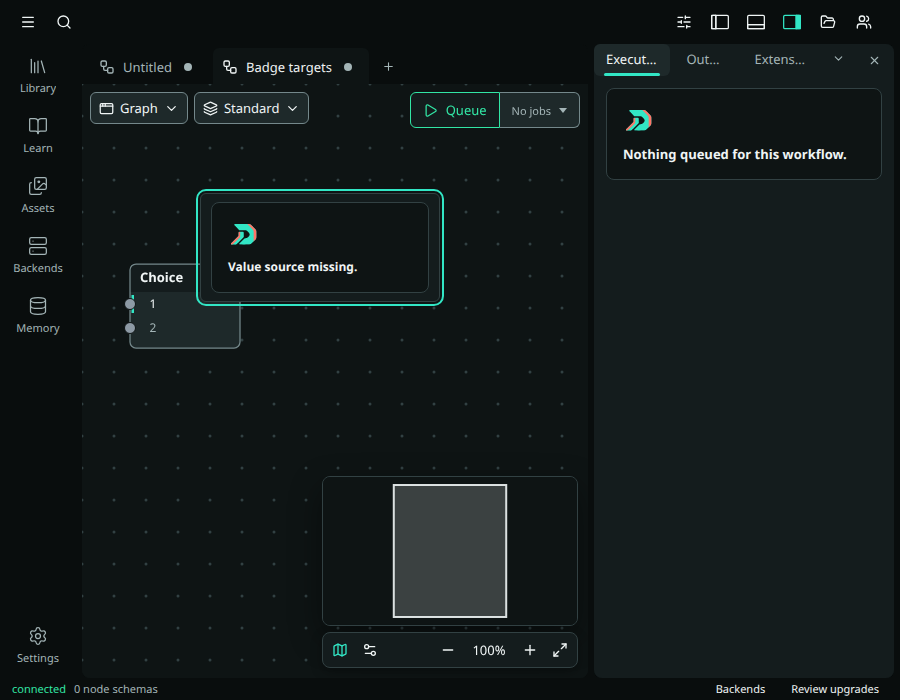 Untitled
Badge targets
Execut...
Out...
Extens...
Library
Learn
Assets
Backends
Memory
Settings
Graph
Standard
Queue
No jobs
Nothing queued for this workflow.
Value source missing.
Choice
1
2
100%
connected
0 node schemas
Backends
Review upgrades